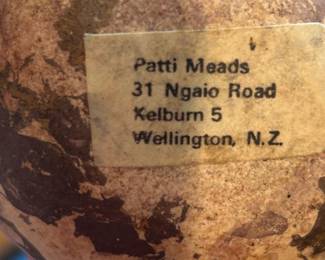 Patti Meads
31 Ngaio Road
Kelburn 5
Wellington, N.Z.